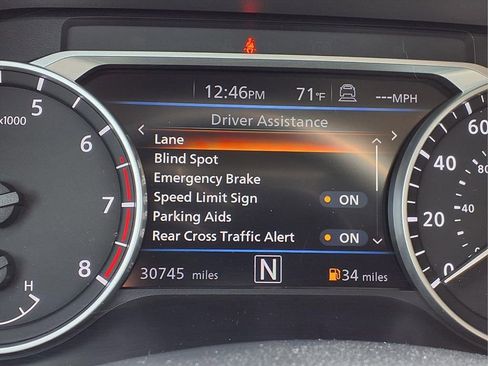 12:46PM 71°F ---MPH
Driver Assistance
Lane
Blind Spot
Emergency Brake
Speed Limit Sign ON
Parking Aids
Rear Cross Traffic Alert ON
30745 miles N 34 miles
x1000
5
6
7
8
H
60
40
20
0
80
40